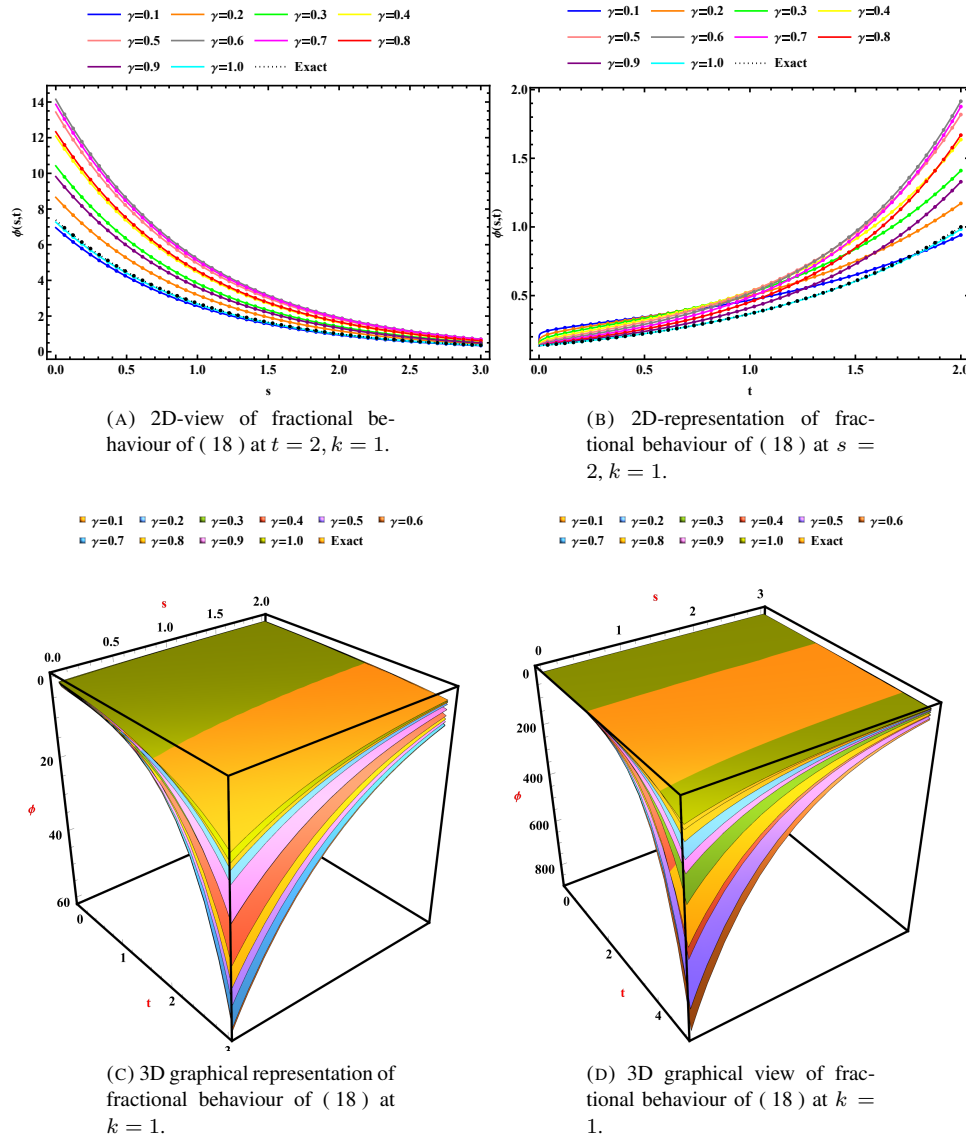 γ=0.1 γ=0.2 γ=0.3 γ=0.4
γ=0.5 γ=0.6 γ=0.7 γ=0.8
γ=0.9 γ=1.0 Exact
14
12
10
8
6
4
2
0
ϕ(s,t)
0.0 0.5 1.0 1.5 2.0 2.5 3.0
s
(A) 2D-view of fractional be-
haviour of ( 18 ) at t = 2, k = 1.
γ=0.1 γ=0.2 γ=0.3 γ=0.4
γ=0.5 γ=0.6 γ=0.7 γ=0.8
γ=0.9 γ=1.0 Exact
2.0
1.5
1.0
0.5
ϕ(s,t)
0.0 0.5 1.0 1.5 2.0
t
(B) 2D-representation of frac-
tional behaviour of ( 18 ) at s =
2, k = 1.
γ=0.1 γ=0.2 γ=0.3 γ=0.4 γ=0.5 γ=0.6
γ=0.7 γ=0.8 γ=0.9 γ=1.0 Exact
s
0.0 0.5 1.0 1.5 2.0
0
20
ϕ
40
60
0
1
t
2
3
(C) 3D graphical representation of
fractional behaviour of ( 18 ) at
k = 1.
γ=0.1 γ=0.2 γ=0.3 γ=0.4 γ=0.5 γ=0.6
γ=0.7 γ=0.8 γ=0.9 γ=1.0 Exact
s
0 1 2 3
0
200
400
ϕ
600
800
0
2
t
4
(D) 3D graphical view of frac-
tional behaviour of ( 18 ) at k =
1.